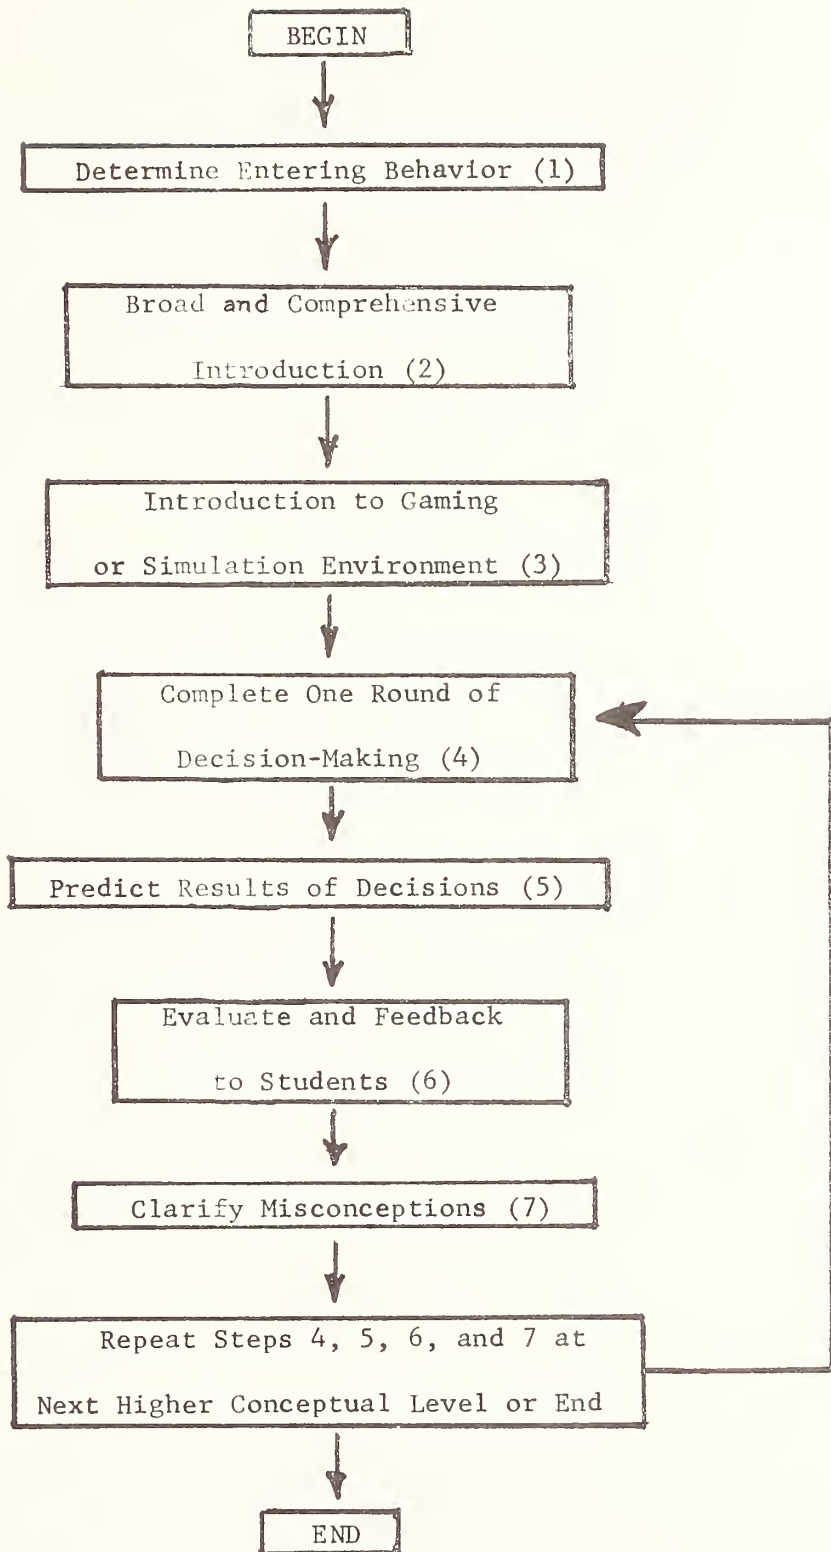 BEGIN
Determine Entering Behavior (1)
Broad and Comprehensive
Introduction (2)
Introduction to Gaming
or Simulation Environment (3)
Complete One Round of
Decision-Making (4)
Predict Results of Decisions (5)
Evaluate and Feedback
to Students (6)
Clarify Misconceptions (7)
Repeat Steps 4, 5, 6, and 7 at
Next Higher Conceptual Level or End
END